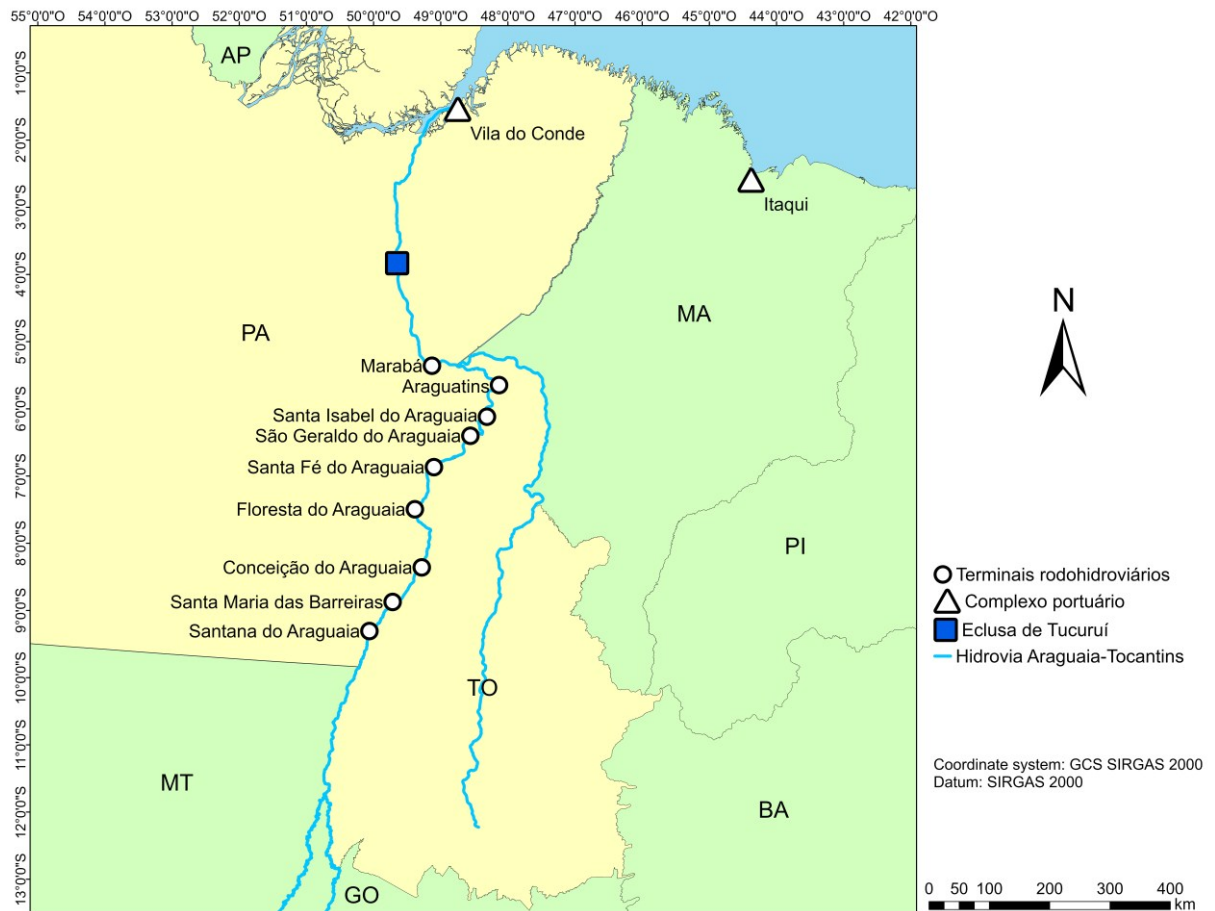 55°0'0"O 54°0'0"O 53°0'0"O 52°0'0"O 51°0'0"O 50°0'0"O 49°0'0"O 48°0'0"O 47°0'0"O 46°0'0"O 45°0'0"O 44°0'0"O 43°0'0"O 42°0'0"O
1°0'0"S
2°0'0"S
3°0'0"S
4°0'0"S
5°0'0"S
6°0'0"S
7°0'0"S
8°0'0"S
9°0'0"S
10°0'0"S
11°0'0"S
12°0'0"S
13°0'0"S
AP
Vila do Conde
Itaqui
PA
MA
Marabá
Araguatins
Santa Isabel do Araguaia
São Geraldo do Araguaia
Santa Fé do Araguaia
Floresta do Araguaia
Conceição do Araguaia
Santa Maria das Barreiras
Santana do Araguaia
PI
TO
MT
BA
GO
N
Terminais rodohidroviários
Complexo portuário
Eclusa de Tucuruí
Hidrovia Araguaia-Tocantins
Coordinate system: GCS SIRGAS 2000
Datum: SIRGAS 2000
0 50 100 200 300 400
km